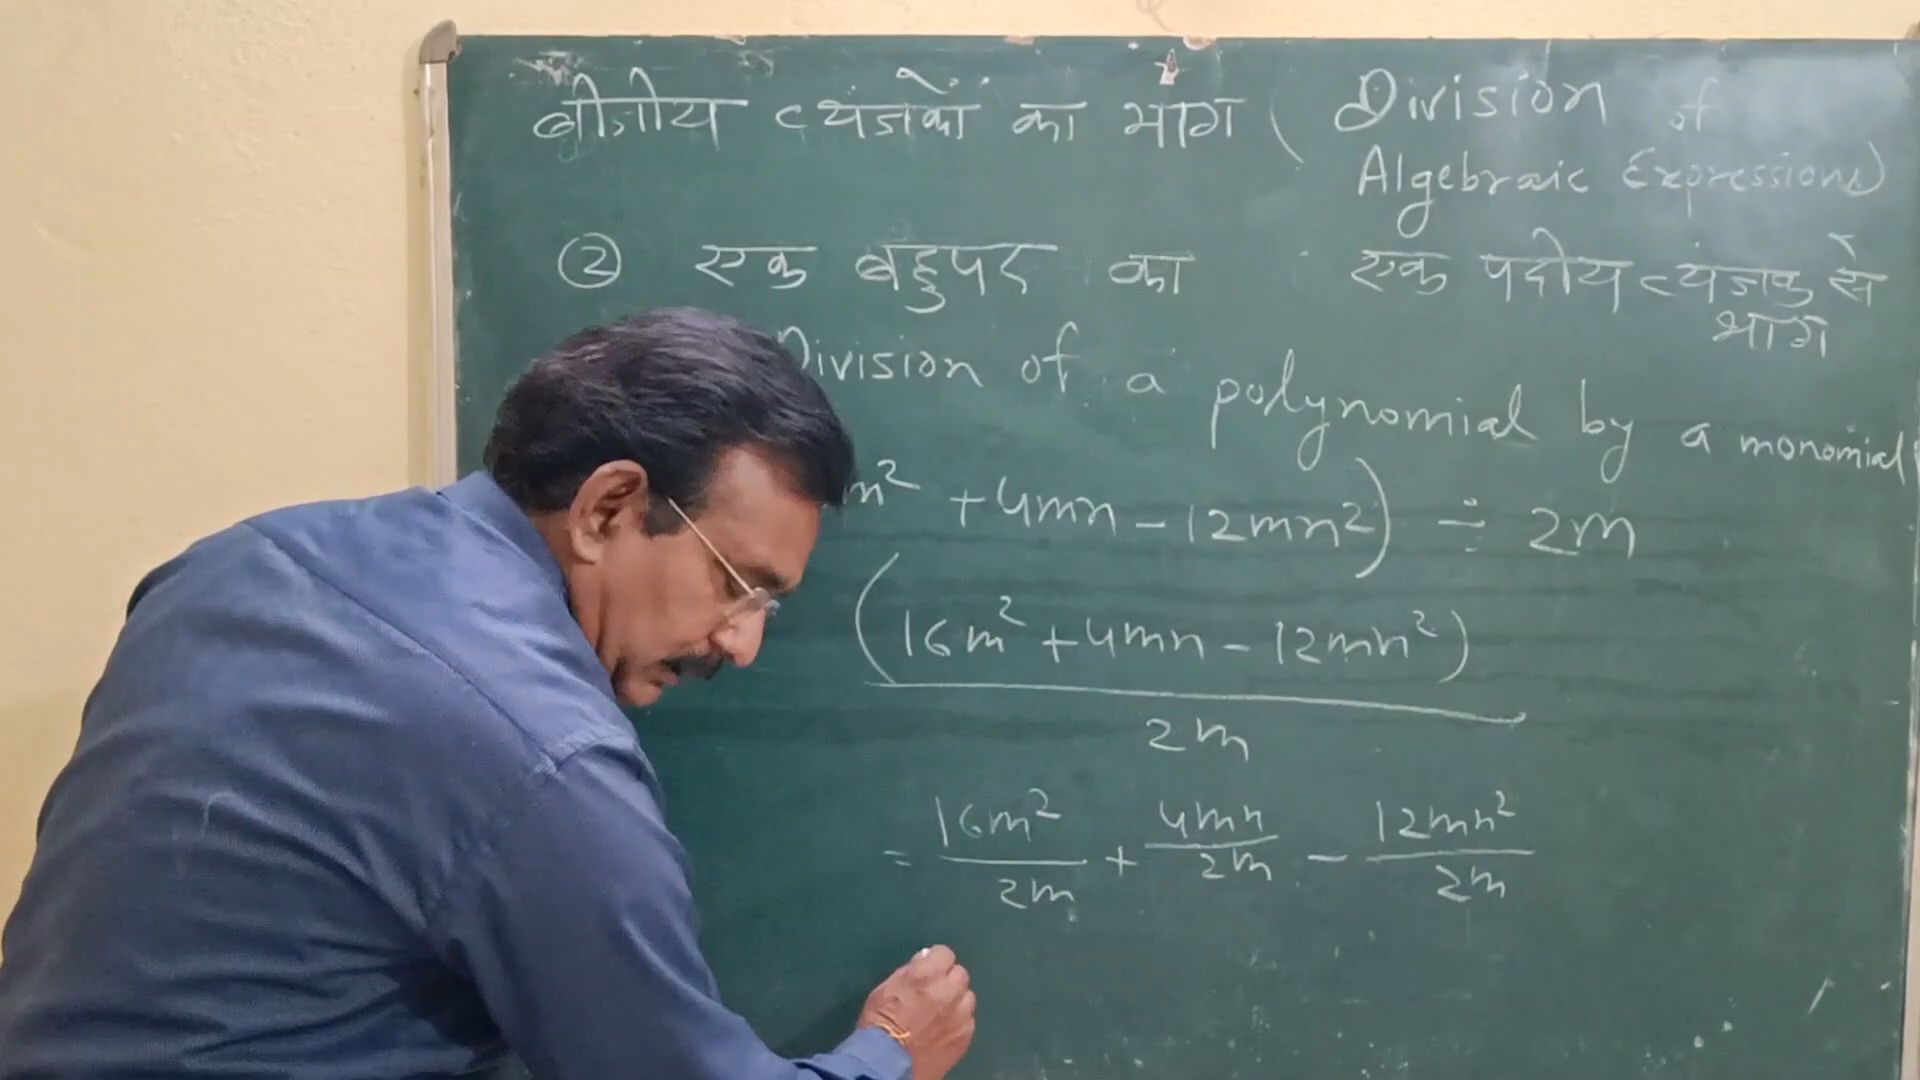 बीजीय व्यंजकों का भाग ( Division of
Algebraic Expressions)
② एक बहुपद का एक पदीय व्यंजक से
भाग
Division of a polynomial by a monomial
m² + 4mn - 12mn²) ÷ 2m
(16m² + 4mn - 12mn²)
2m
= 16m²/2m + 4mn/2m - 12mn²/2m